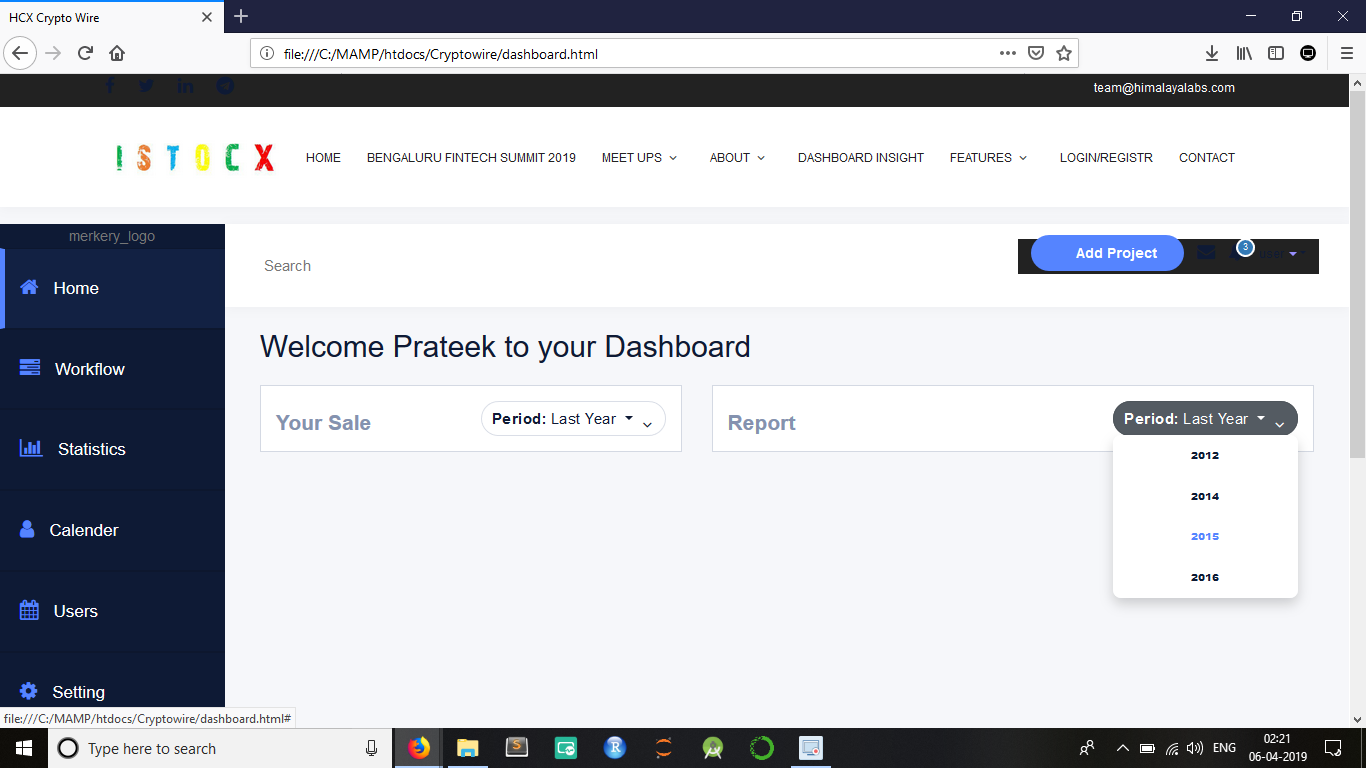 HCX Crypto Wire
file:///C:/MAMP/htdocs/Cryptowire/dashboard.html
team@himalayalabs.com
ISTOCX
HOME BENGALURU FINTECH SUMMIT 2019 MEET UPS ABOUT DASHBOARD INSIGHT FEATURES LOGIN/REGISTR CONTACT
merkery_logo
Search
Add Project
3
Home
Workflow
Statistics
Calender
Users
Setting
Welcome Prateek to your Dashboard
Your Sale
Period: Last Year
Report
Period: Last Year
2012
2014
2015
2016
file:///C:/MAMP/htdocs/Cryptowire/dashboard.html#
Type here to search
S
R
ENG
02:21
06-04-2019